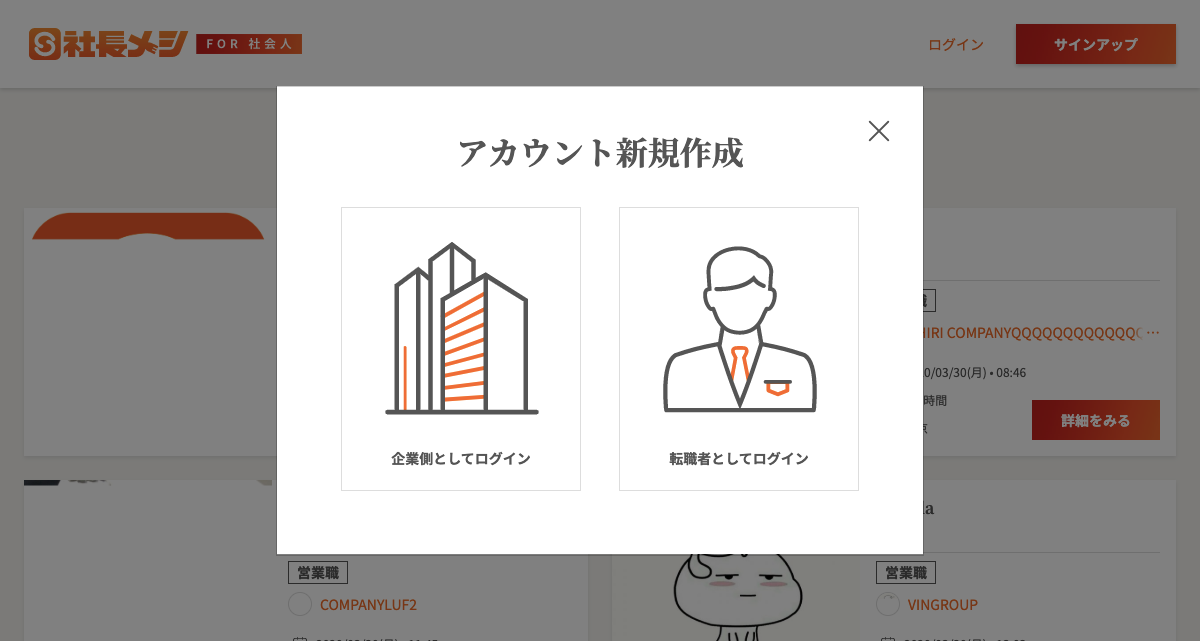 社長メシ FOR 社会人
ログイン
サインアップ
アカウント新規作成
企業側としてログイン
転職者としてログイン
職
IRI COMPANYQQQQQQQQQQQQ…
0/03/30(月) • 08:46
時間
京
詳細をみる
la
営業職
COMPANYLUF2
営業職
VINGROUP